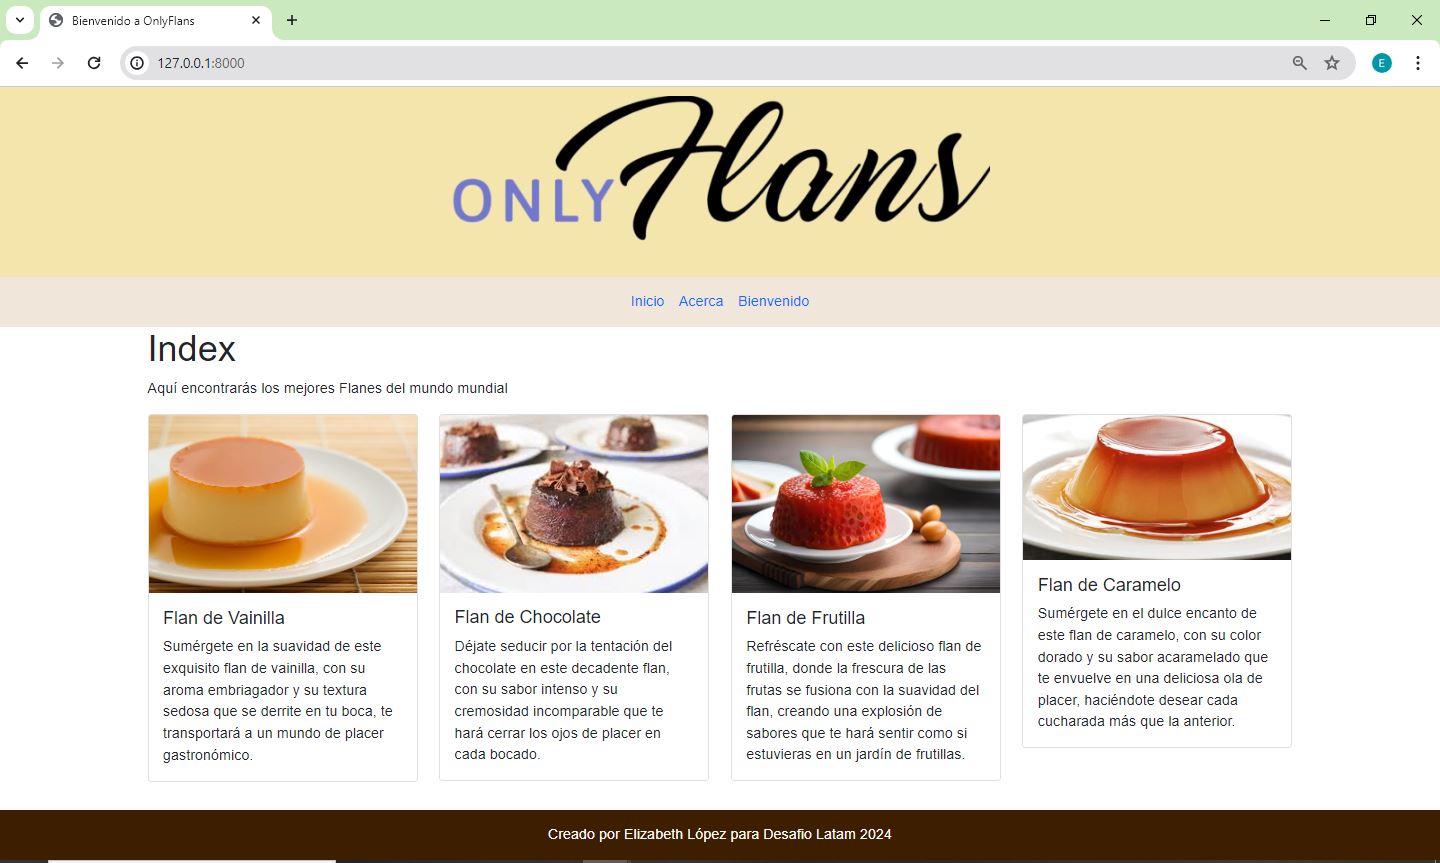 Bienvenido a OnlyFlans
127.0.0.1:8000
E
ONLY Flans
Inicio Acerca Bienvenido
Index
Aquí encontrarás los mejores Flanes del mundo mundial
Flan de Vainilla
Sumérgete en la suavidad de este
exquisito flan de vainilla, con su
aroma embriagador y su textura
sedosa que se derrite en tu boca, te
transportará a un mundo de placer
gastronómico.
Flan de Chocolate
Déjate seducir por la tentación del
chocolate en este decadente flan,
con su sabor intenso y su
cremosidad incomparable que te
hará cerrar los ojos de placer en
cada bocado.
Flan de Frutilla
Refréscate con este delicioso flan de
frutilla, donde la frescura de las
frutas se fusiona con la suavidad del
flan, creando una explosión de
sabores que te hará sentir como si
estuvieras en un jardín de frutillas.
Flan de Caramelo
Sumérgete en el dulce encanto de
este flan de caramelo, con su color
dorado y su sabor acaramelado que
te envuelve en una deliciosa ola de
placer, haciéndote desear cada
cucharada más que la anterior.
Creado por Elizabeth López para Desafio Latam 2024